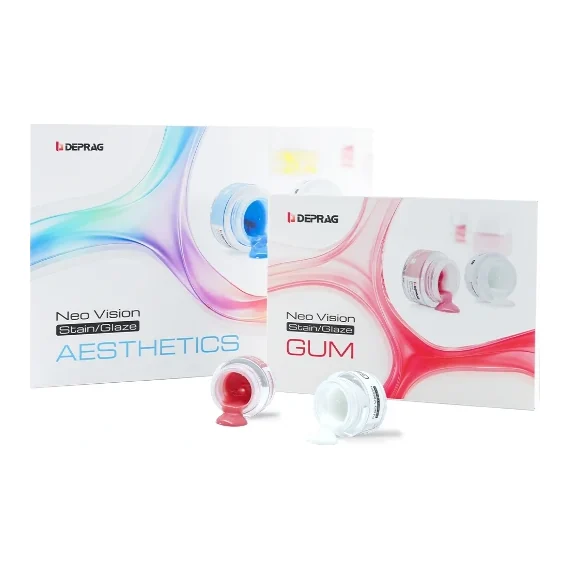 DEPRAG
Neo Vision
Stain/Glaze
AESTHETICS
DEPRAG
Neo Vision
Stain/Glaze
GUM